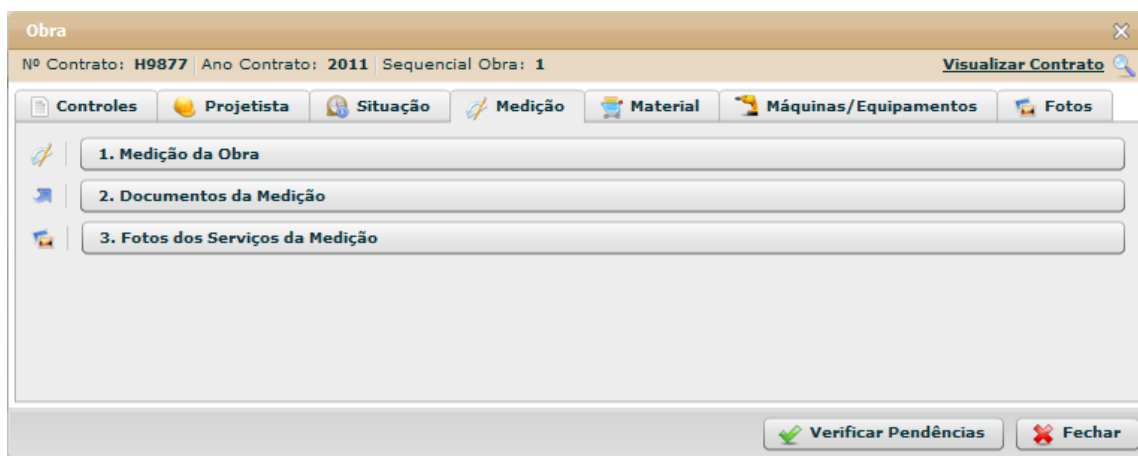 Obra
Nº Contrato: H9877 Ano Contrato: 2011 Sequencial Obra: 1 Visualizar Contrato
Controles Projetista Situação Medição Material Máquinas/Equipamentos Fotos
1. Medição da Obra
2. Documentos da Medição
3. Fotos dos Serviços da Medição
Verificar Pendências Fechar